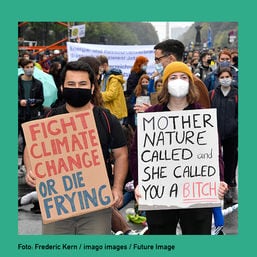 FIGHT
CLIMATE
CHANGE
OR DIE
FRYING
MOTHER
NATURE
CALLED and
SHE CALLED
YOU A BITCH
Foto: Frederic Kern / imago images / Future Image